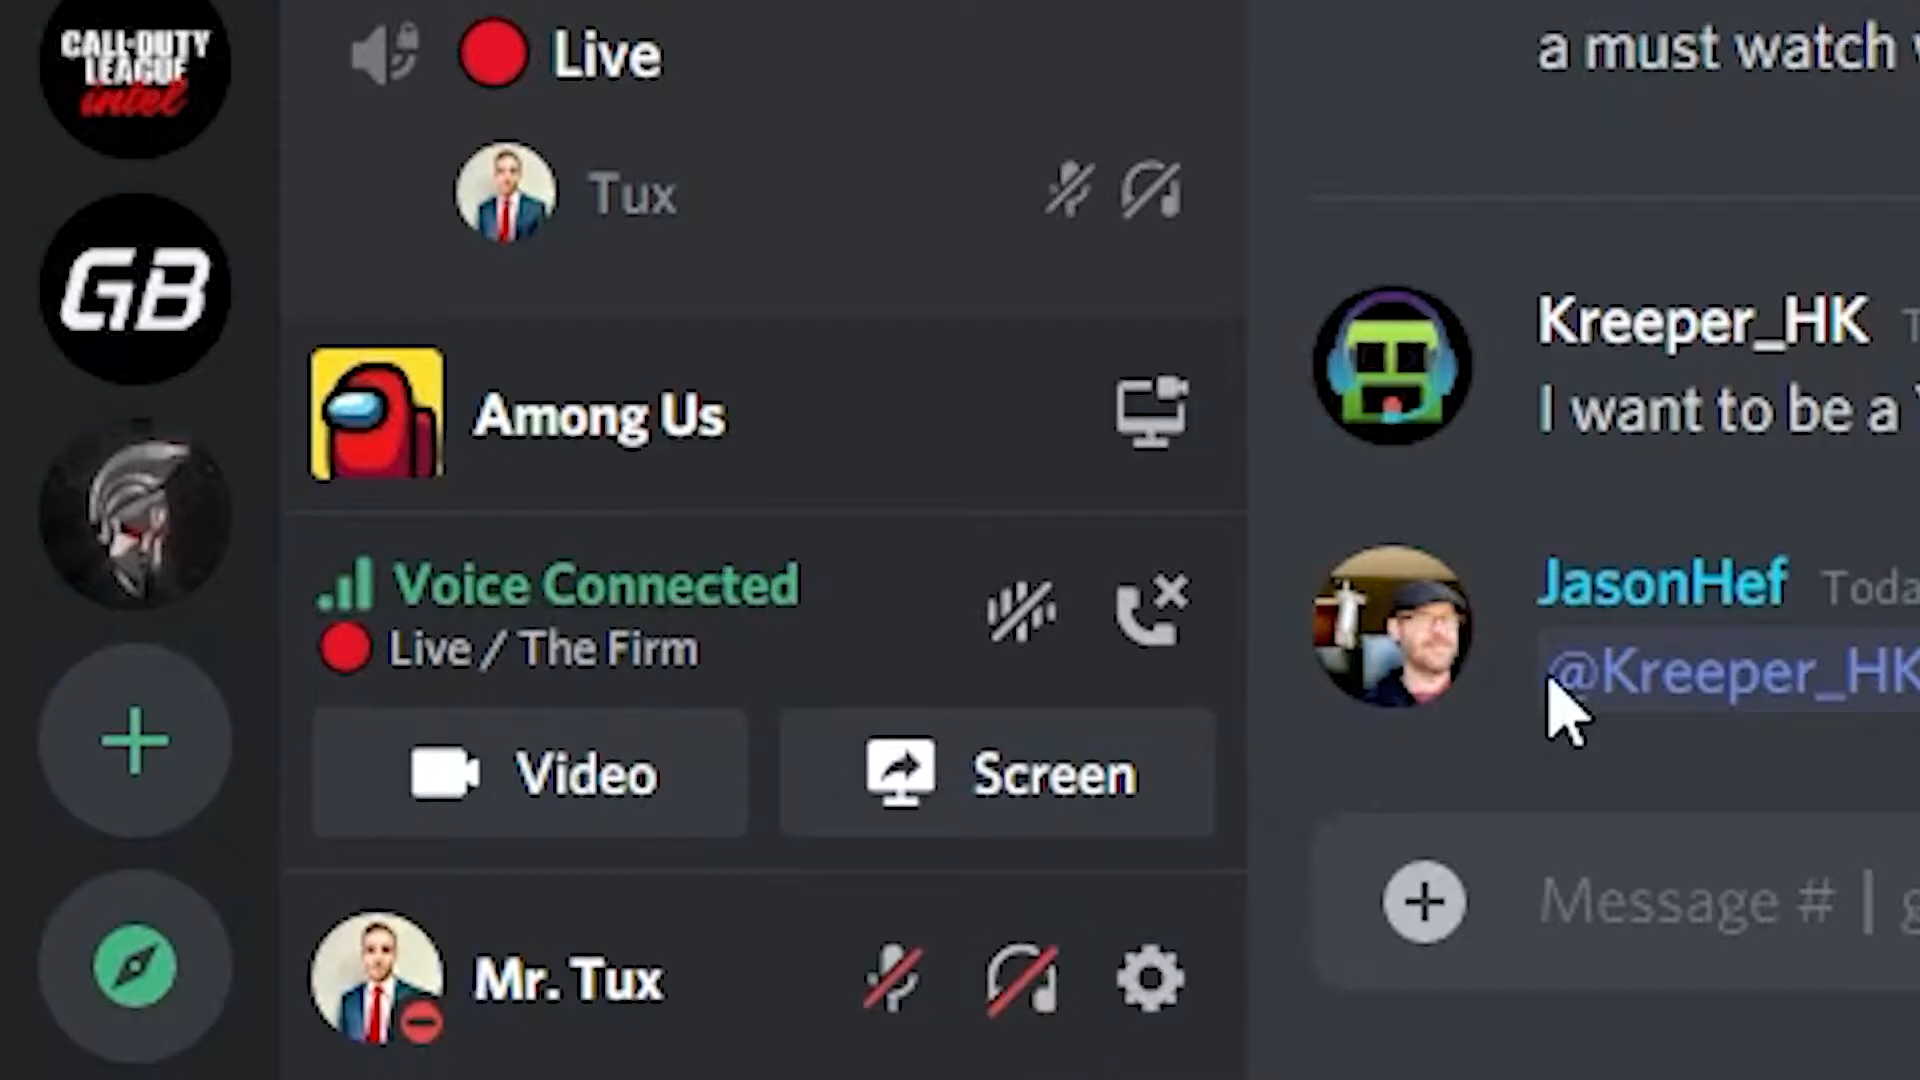 CALL OF DUTY
LEAGUE
intel
GB
Live
Tux
Among Us
Voice Connected
Live / The Firm
Video
Screen
Mr. Tux
a must watch
Kreeper_HK
I want to be a
JasonHef Toda
@Kreeper_HK
Message # | g